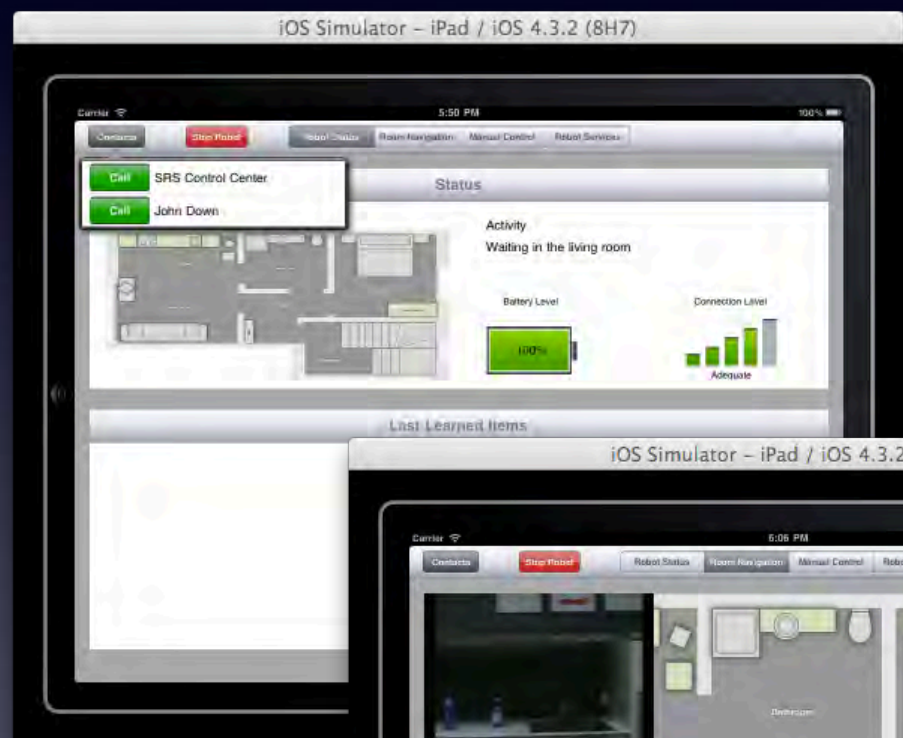 iOS Simulator – iPad / iOS 4.3.2 (8H7)
Carrier 5:50 PM 100%
Contacts Stop Robot Robot Status Room Navigation Manual Control Robot Services
Call SRS Control Center
Call John Down
Status
Activity
Waiting in the living room
Battery Level Connection Level
100%
Adequate
Last Learned Items
iOS Simulator – iPad / iOS 4.3.2
Carrier 6:06 PM
Contacts Stop Robot Robot Status Room Navigation Manual Control Robo
Bathroom